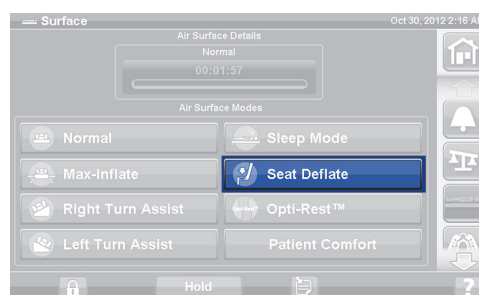 Surface
Oct 30, 2012 2:16 A
Air Surface Details
Normal
00:01:57
Air Surface Modes
Normal
Sleep Mode
Max-Inflate
Seat Deflate
Right Turn Assist
Opti-Rest™
Left Turn Assist
Patient Comfort
Hold
?